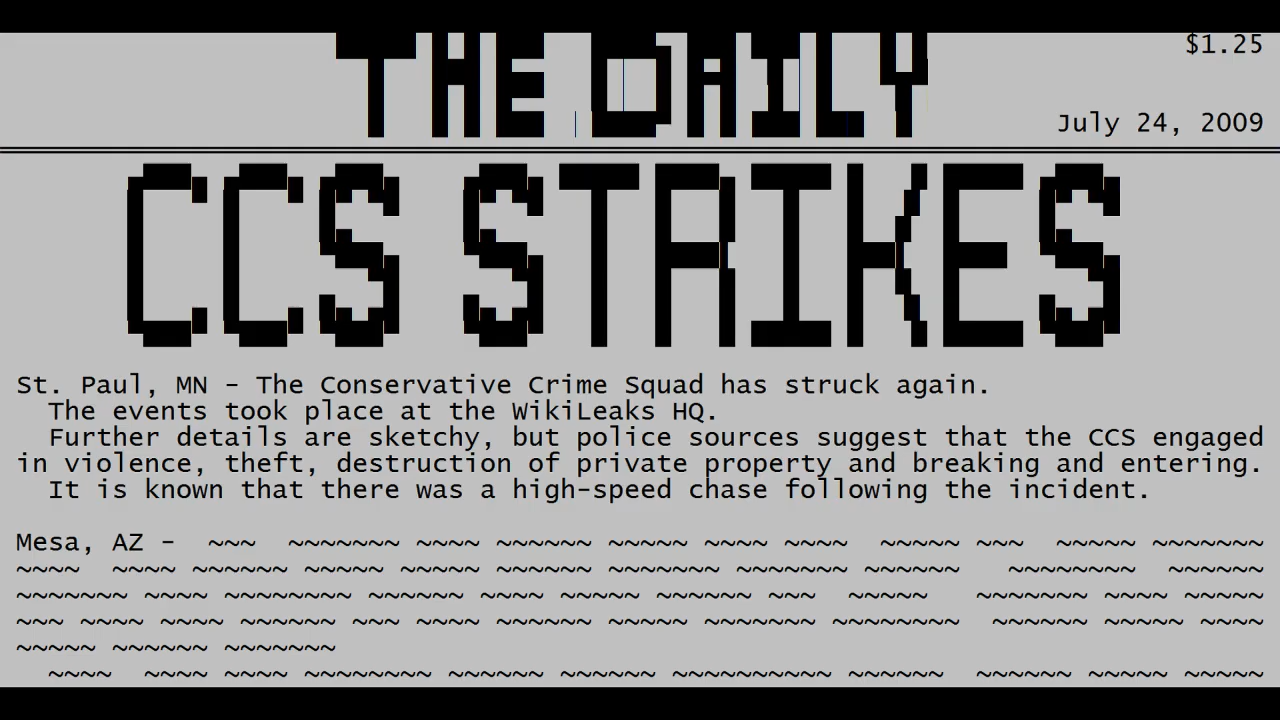 THE DAILY
$1.25
July 24, 2009
CCS STRIKES
St. Paul, MN - The Conservative Crime Squad has struck again.
The events took place at the WikiLeaks HQ.
Further details are sketchy, but police sources suggest that the CCS engaged
in violence, theft, destruction of private property and breaking and entering.
It is known that there was a high-speed chase following the incident.
Mesa, AZ - ~~~ ~~~~~~~ ~~~~ ~~~~~~ ~~~~~ ~~~~ ~~~~ ~~~~~ ~~~ ~~~~~ ~~~~~~~
~~~~ ~~~~ ~~~~~~ ~~~~~ ~~~~~ ~~~~~~ ~~~~~~~ ~~~~~~~ ~~~~~~ ~~~~~~~~ ~~~~~~
~~~~~~~ ~~~~ ~~~~~~~~ ~~~~~~ ~~~~ ~~~~~ ~~~~~~ ~~~ ~~~~~ ~~~~~~~ ~~~~ ~~~~~
~~~ ~~~~ ~~~~ ~~~~~~ ~~~ ~~~~ ~~~~~~ ~~~~~ ~~~~~~~ ~~~~~~~~ ~~~~~~ ~~~~~ ~~~~
~~~~~ ~~~~~~ ~~~~~~~
~~~~ ~~~~ ~~~~ ~~~~~~~~ ~~~~~~ ~~~~~~ ~~~~~~~~~~ ~~~~~~ ~~~~~~ ~~~~~ ~~~~